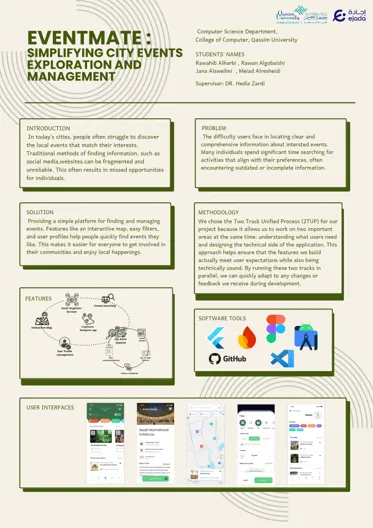 Qassim
University
إجادة
ejada
EVENTMATE :
SIMPLIFYING CITY EVENTS
EXPLORATION AND
MANAGEMENT
Computer Science Department,
College of Computer, Qassim University
STUDENTS' NAMES
Rawahib Alharbi , Rawan Algobaishi
Jana Alsweilmi , Meiad Alresheidi
Supervisor: DR. Hedia Zardi
INTRODUCTION
In today's cities, people often struggle to discover
the local events that match their interests.
Traditional methods of finding information, such as
social media,websites.can be fragmented and
unreliable. This often results in missed opportunities
for individuals.
PROBLEM
The difficulty users face in locating clear and
comprehensive information about intersted events.
Many individuals spend significant time searching for
activities that align with their preferences, often
encountering outdated or incomplete information.
SOLUTION
Providing a simple platform for finding and managing
events. Features like an interactive map, easy filters,
and user profiles help people quickly find events they
like. This makes it easier for everyone to get involved in
their communities and enjoy local happenings.
METHODOLOGY
We chose the Two Track Unified Process (2TUP) for our
project because it allows us to work on two important
areas at the same time: understanding what users need
and designing the technical side of the application. This
approach helps ensure that the features we build
actually meet user expectations while also being
technically sound. By running these two tracks in
parallel, we can quickly adapt to any changes or
feedback we receive during development.
FEATURES
SOFTWARE TOOLS
GitHub
USER INTERFACES